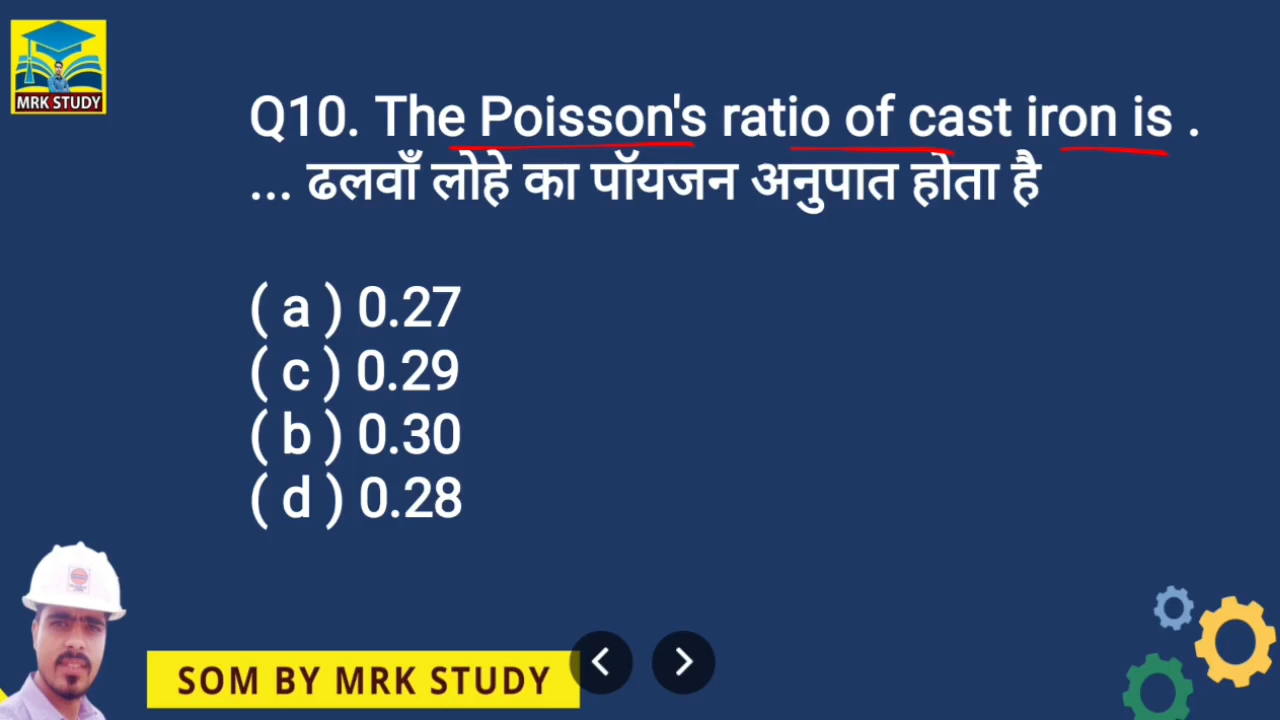 MRK STUDY
Q10. The Poisson's ratio of cast iron is .
... ढलवाँ लोहे का पॉयजन अनुपात होता है
( a ) 0.27
( c ) 0.29
( b ) 0.30
( d ) 0.28
SOM BY MRK STUDY